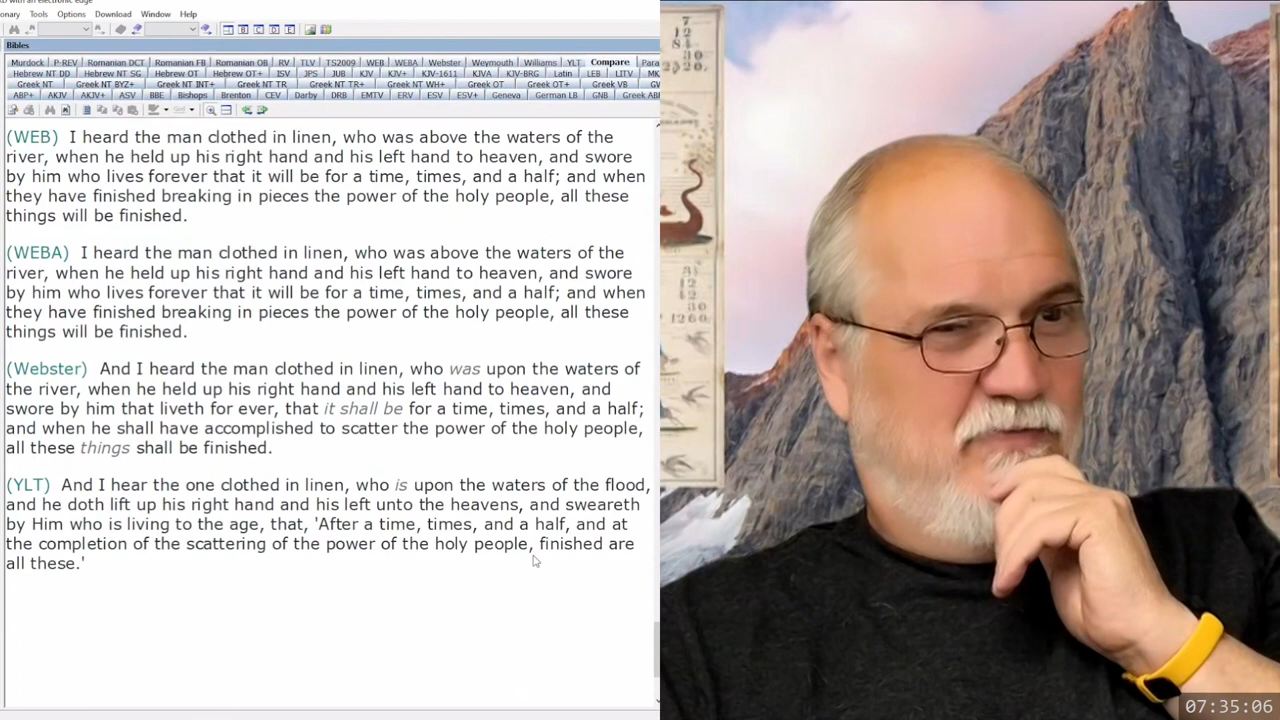 with an electronic edge
onary Tools Options Download Window Help
B C D E
Bibles
Murdock P-REV Romanian DCT Romanian FB Romanian OB RV TLV TS2009 WEB WEBA Webster Weymouth Williams YLT Compare Para
Hebrew NT DD Hebrew NT SG Hebrew OT Hebrew OT+ ISV JPS JUB KJV KJV+ KJV-1611 KJVA KJV-BRG Latin LEB LITV MK
Greek NT Greek NT BYZ+ Greek NT INT+ Greek NT TR Greek NT TR+ Greek NT WH+ Greek OT Greek OT+ Greek VB GW
ABP+ AKJV AKJV+ ASV BBE Bishops Brenton CEV Darby DRB EMTV ERV ESV ESV+ Geneva German LB GNB Greek AB
(WEB) I heard the man clothed in linen, who was above the waters of the
river, when he held up his right hand and his left hand to heaven, and swore
by him who lives forever that it will be for a time, times, and a half; and when
they have finished breaking in pieces the power of the holy people, all these
things will be finished.
(WEBA) I heard the man clothed in linen, who was above the waters of the
river, when he held up his right hand and his left hand to heaven, and swore
by him who lives forever that it will be for a time, times, and a half; and when
they have finished breaking in pieces the power of the holy people, all these
things will be finished.
(Webster) And I heard the man clothed in linen, who was upon the waters of
the river, when he held up his right hand and his left hand to heaven, and
swore by him that liveth for ever, that it shall be for a time, times, and a half;
and when he shall have accomplished to scatter the power of the holy people,
all these things shall be finished.
(YLT) And I hear the one clothed in linen, who is upon the waters of the flood,
and he doth lift up his right hand and his left unto the heavens, and sweareth
by Him who is living to the age, that, 'After a time, times, and a half, and at
the completion of the scattering of the power of the holy people, finished are
all these.'
7
12
30
2520.
12
30
1260.
07:35:06